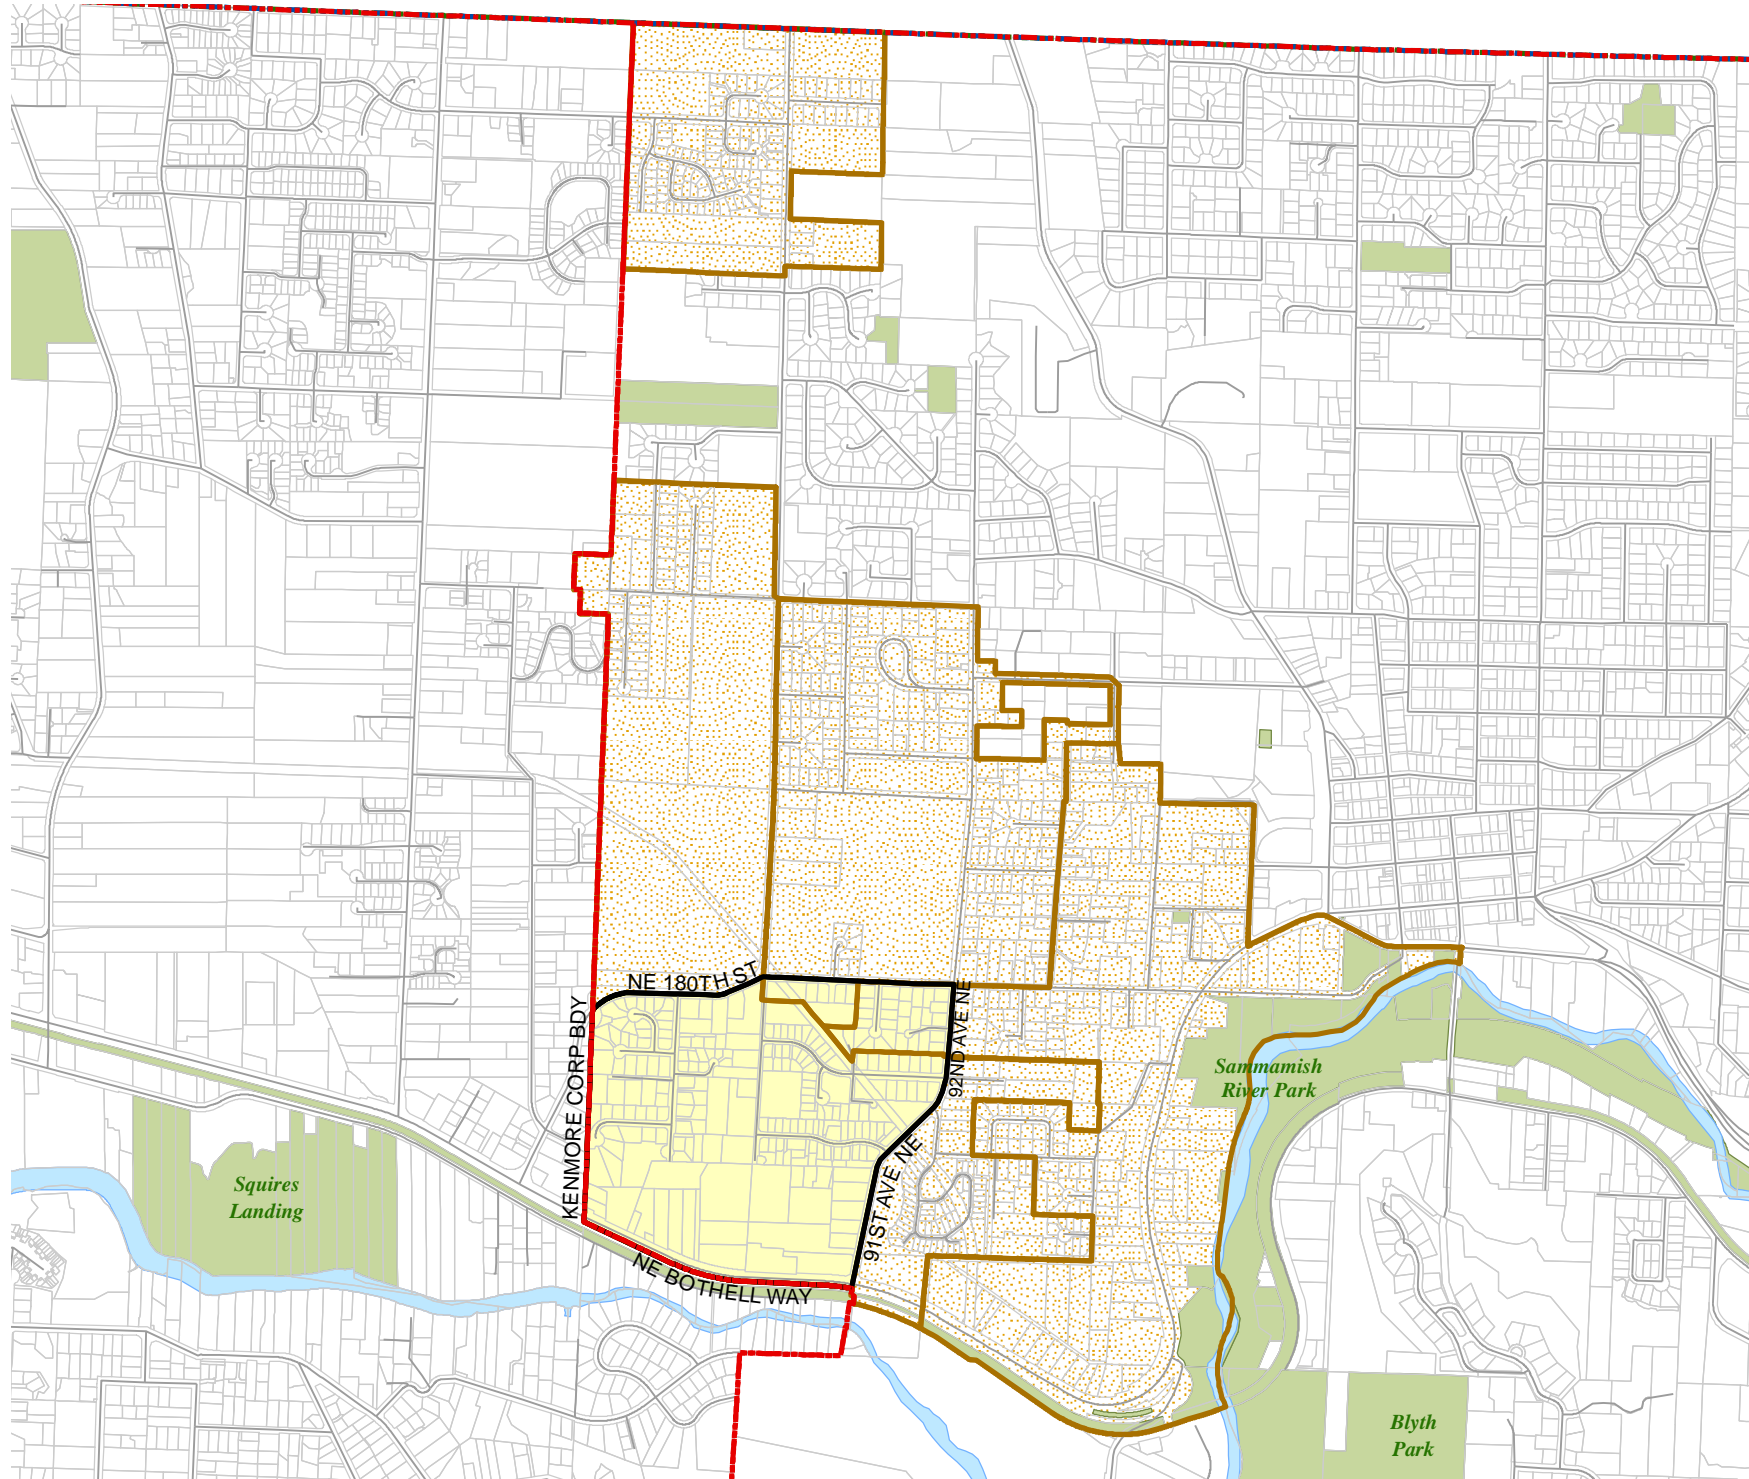 NE 180TH ST
KENMORE CORP BDY
92ND AVE NE
Sammamish
River Park
91ST AVE NE
Squires
Landing
NE BOTHELL WAY
Blyth
Park